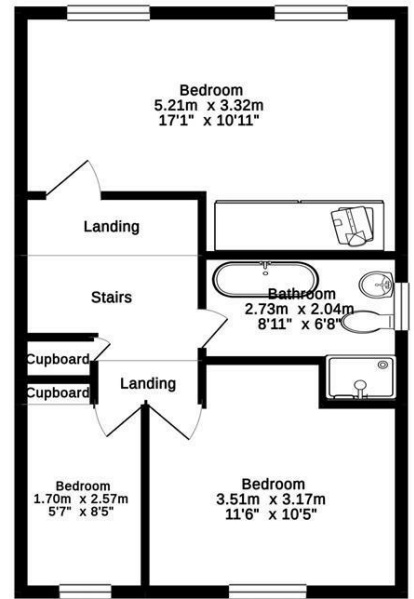 Bedroom
5.21m x 3.32m
17'1" x 10'11"
Landing
Stairs
Bathroom
2.73m x 2.04m
8'11" x 6'8"
Cupboard
Landing
Cupboard
Bedroom
1.70m x 2.57m
5'7" x 8'5"
Bedroom
3.51m x 3.17m
11'6" x 10'5"